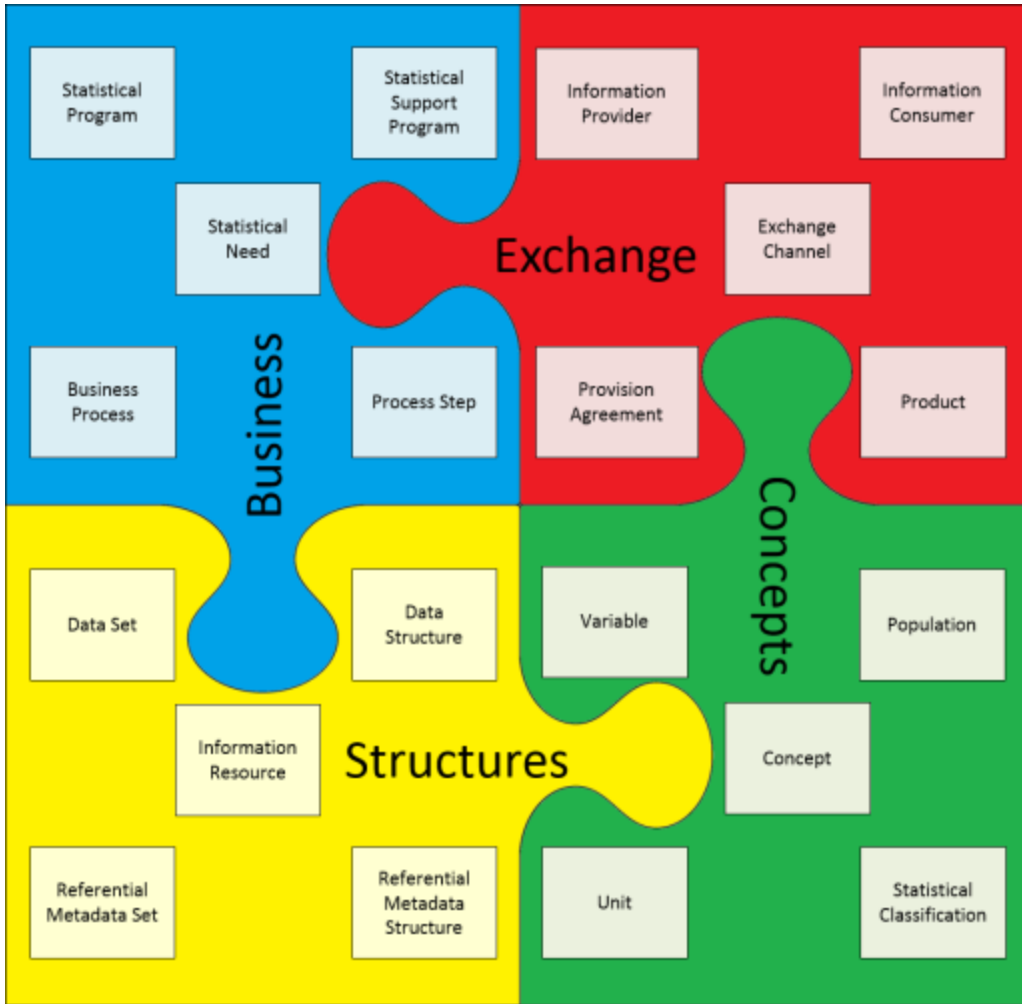 Statistical
Program
Statistical
Support
Program
Statistical
Need
Business
Process
Process Step
Business
Information
Provider
Information
Consumer
Exchange
Channel
Exchange
Provision
Agreement
Product
Data Set
Data
Structure
Information
Resource
Structures
Referential
Metadata Set
Referential
Metadata
Structure
Concepts
Variable
Population
Concept
Unit
Statistical
Classification